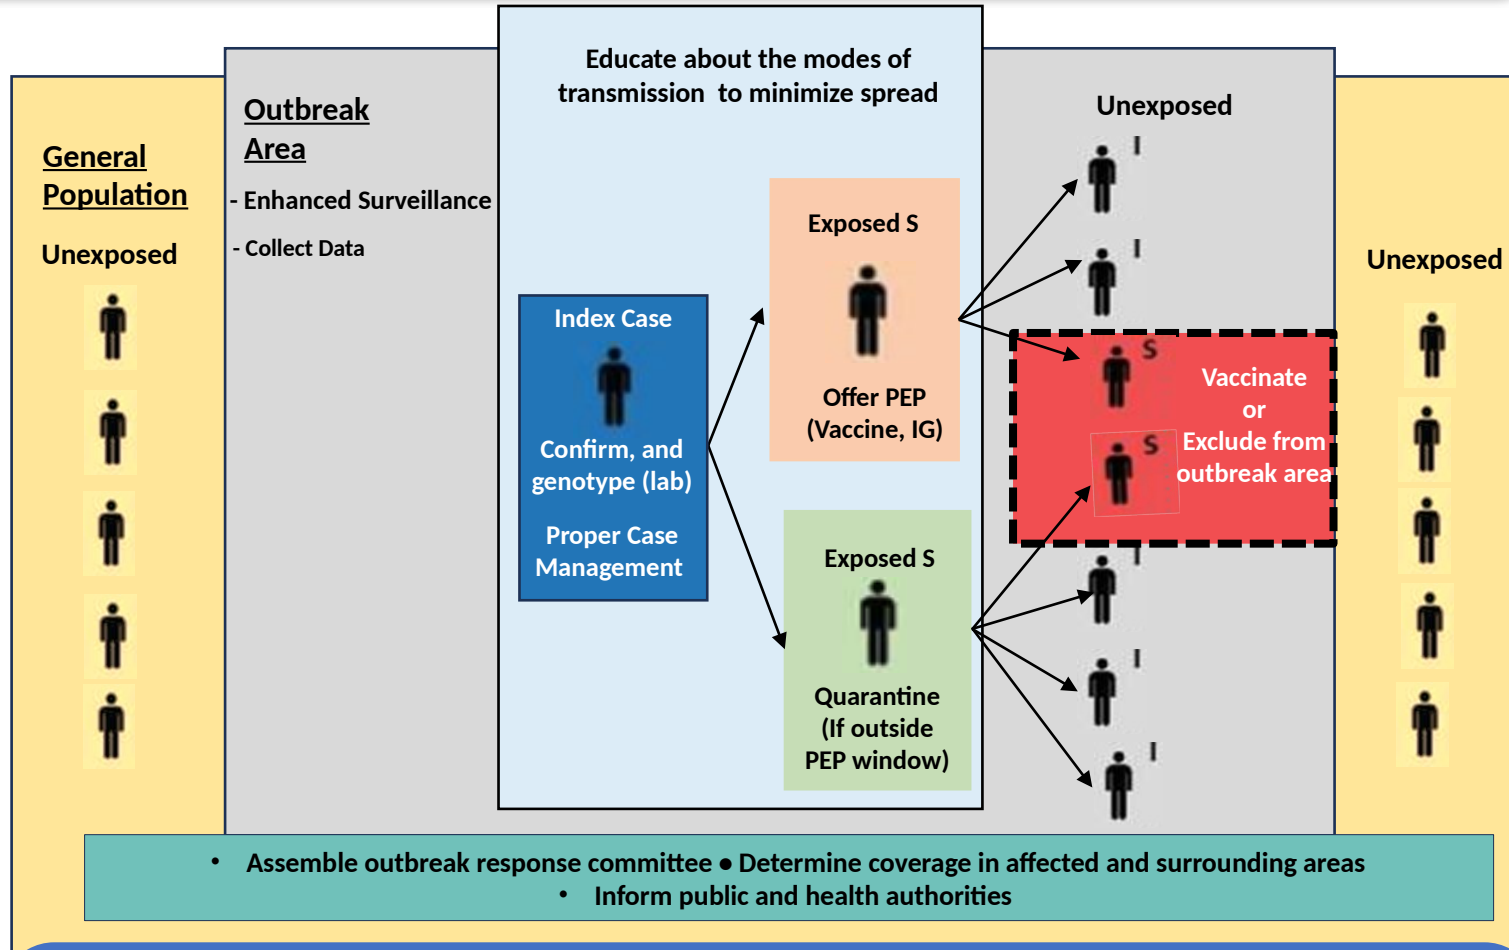 General
Population
Unexposed
Outbreak
Area
- Enhanced Surveillance
- Collect Data
Educate about the modes of
transmission to minimize spread
Index Case
Confirm, and
genotype (lab)
Proper Case
Management
Exposed S
Offer PEP
(Vaccine, IG)
Exposed S
Quarantine
(If outside
PEP window)
Unexposed
I
I
S
S
I
I
I
Vaccinate
or
Exclude from
outbreak area
Unexposed
• Assemble outbreak response committee ● Determine coverage in affected and surrounding areas
• Inform public and health authorities